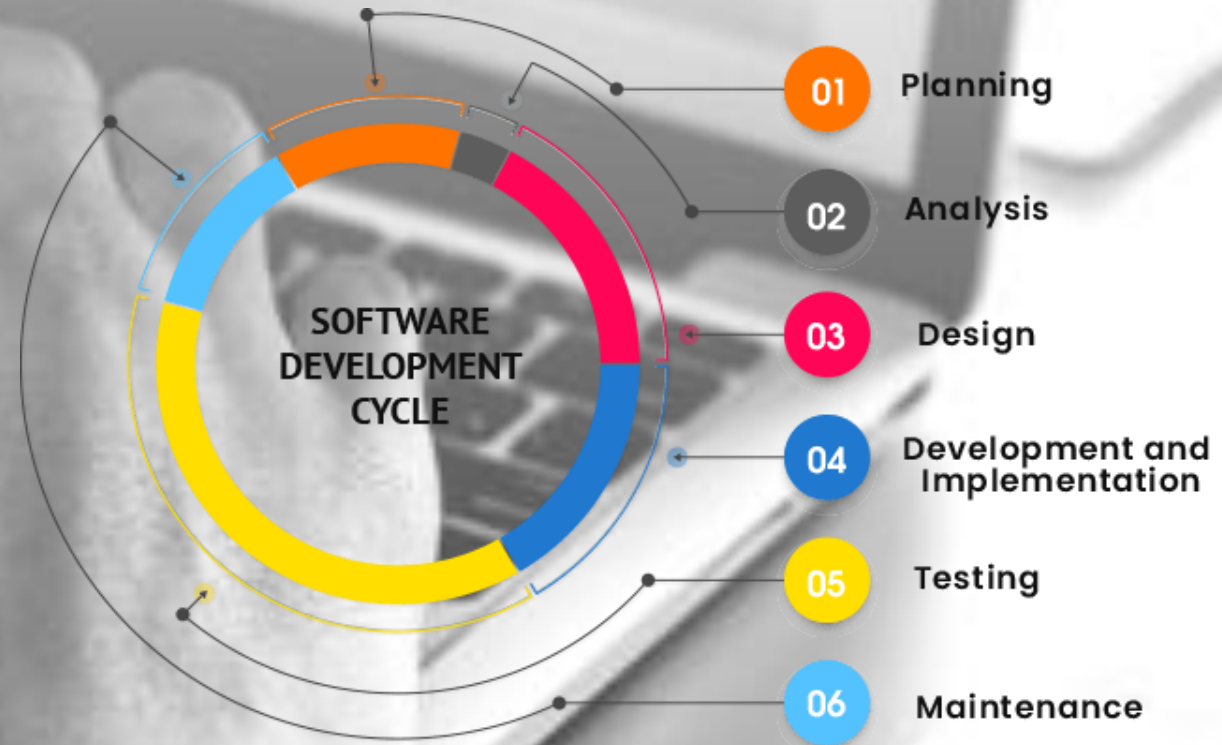 SOFTWARE
DEVELOPMENT
CYCLE
01 Planning
02 Analysis
03 Design
04 Development and
Implementation
05 Testing
06 Maintenance